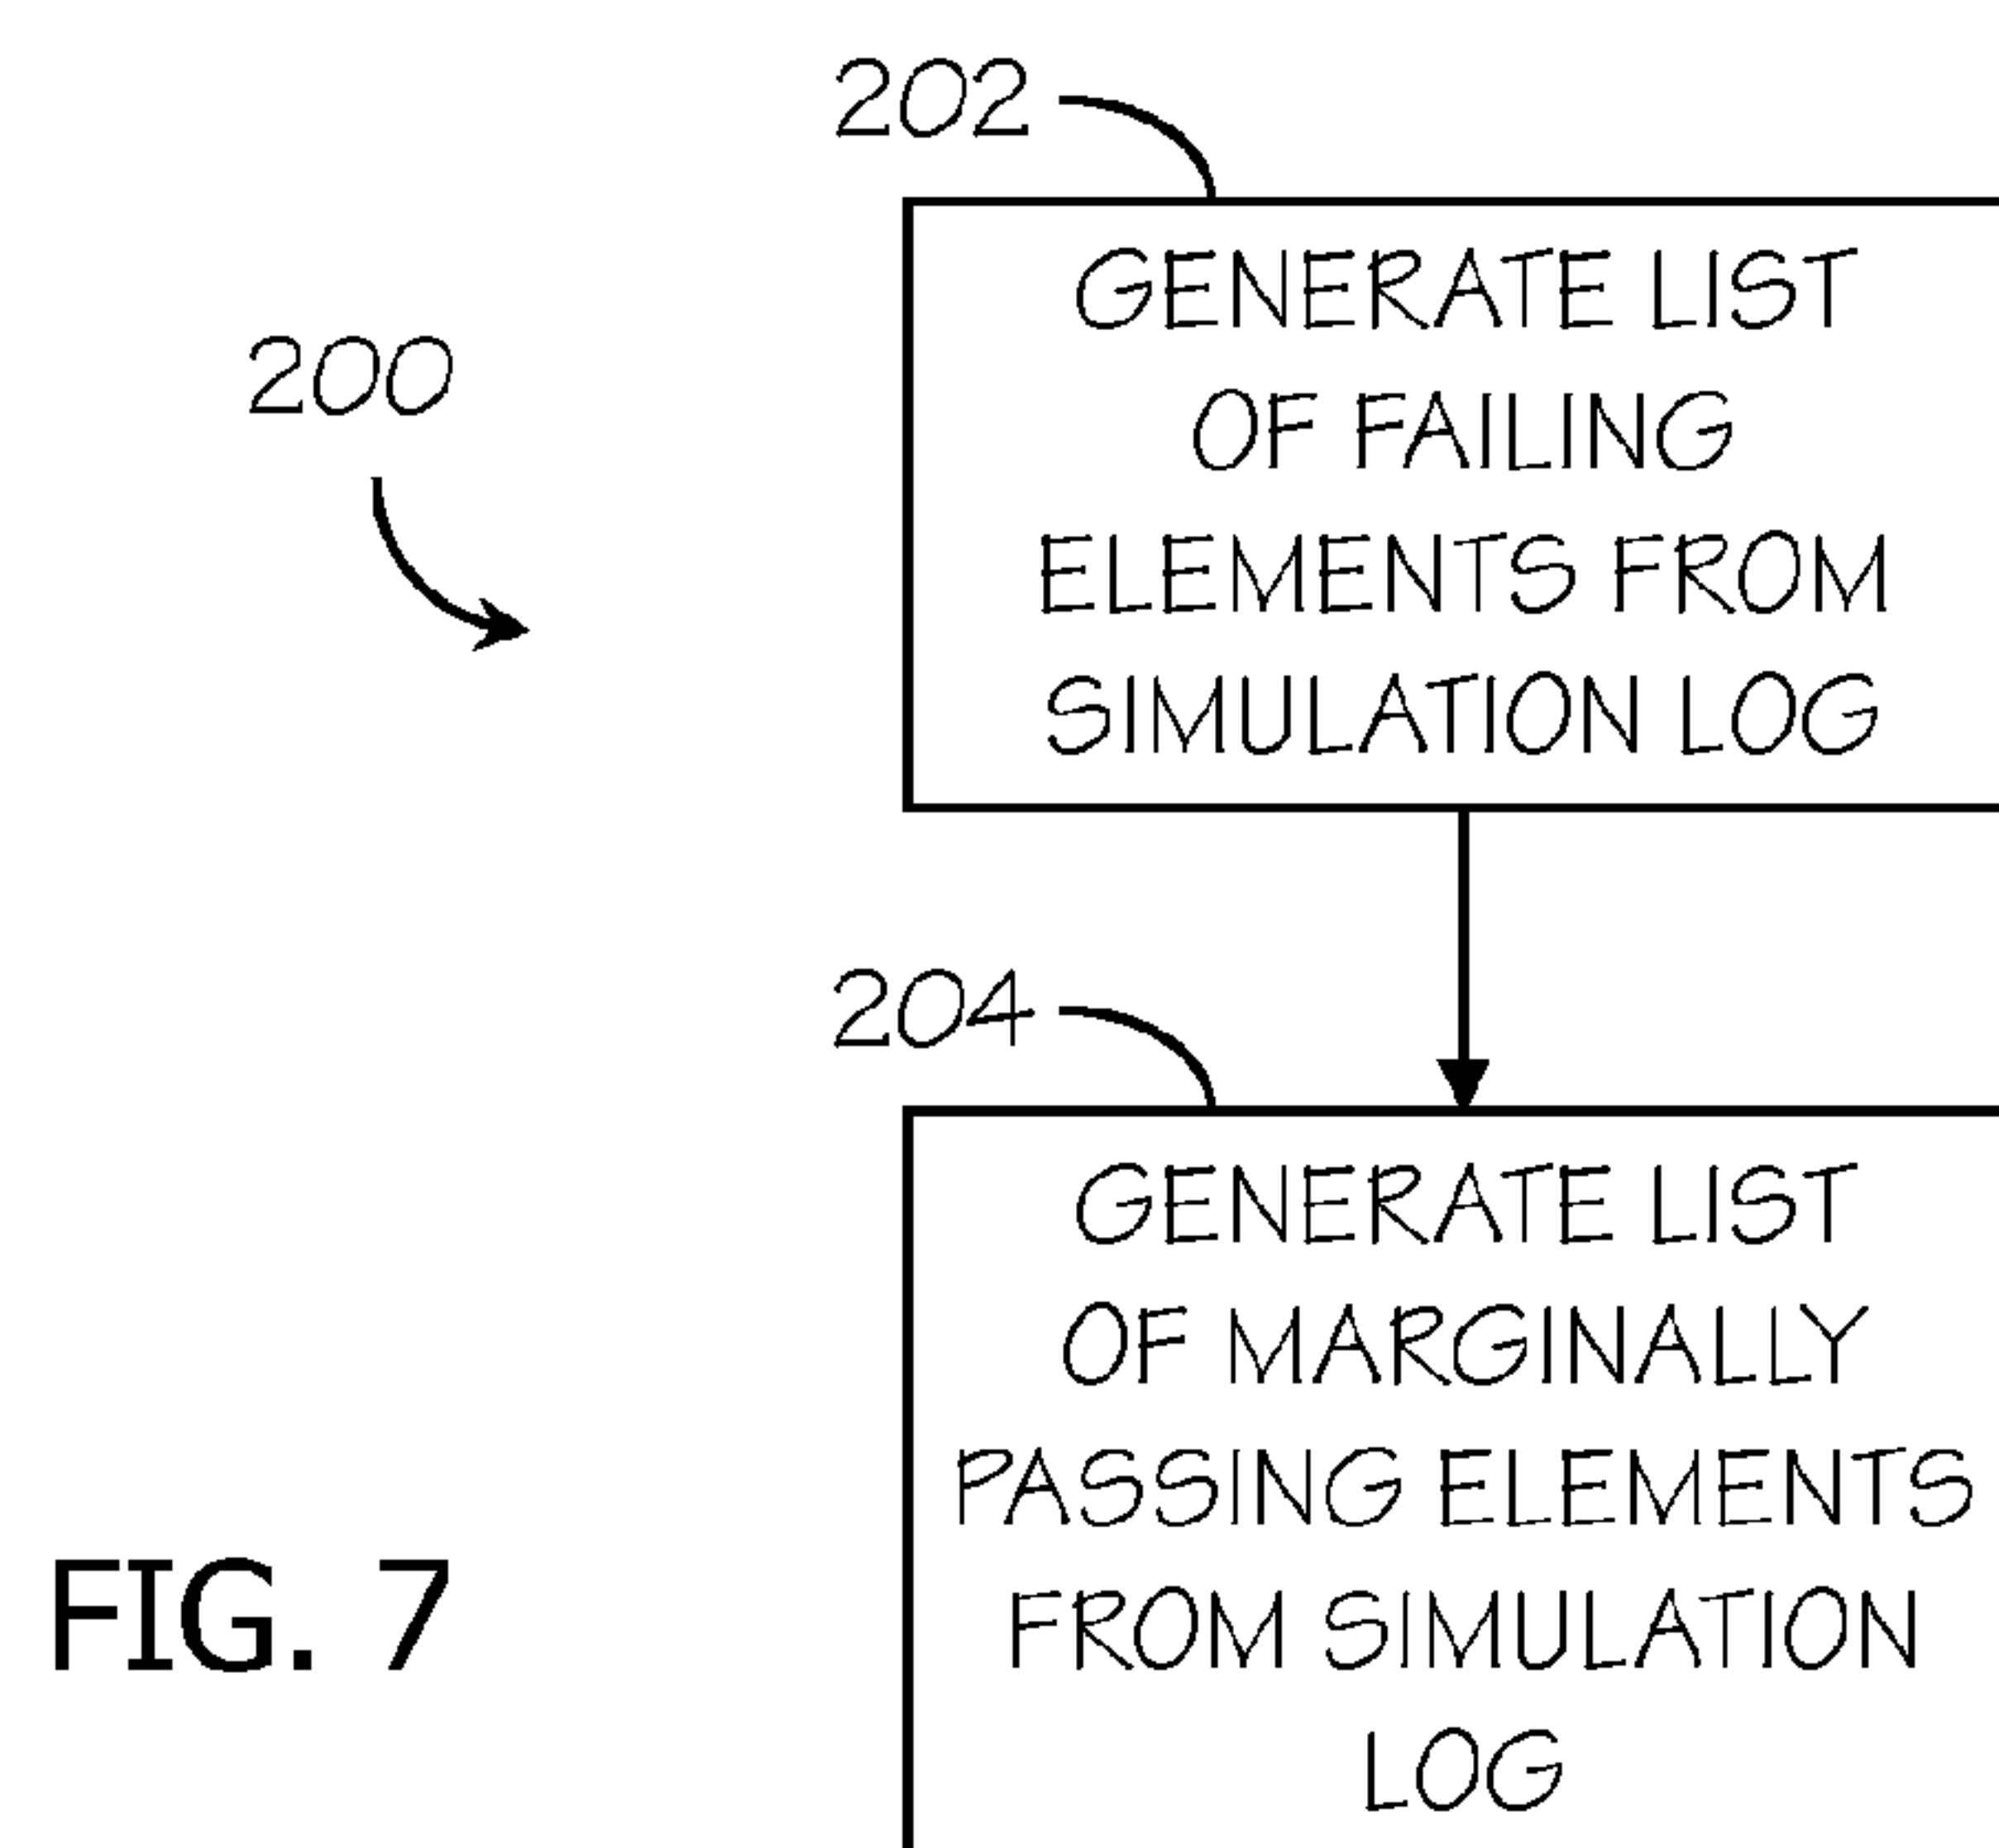 202
GENERATE LIST
OF FAILING
ELEMENTS FROM
SIMULATION LOG
200
204
GENERATE LIST
OF MARGINALLY
PASSING ELEMENTS
FROM SIMULATION
LOG
FIG. 7